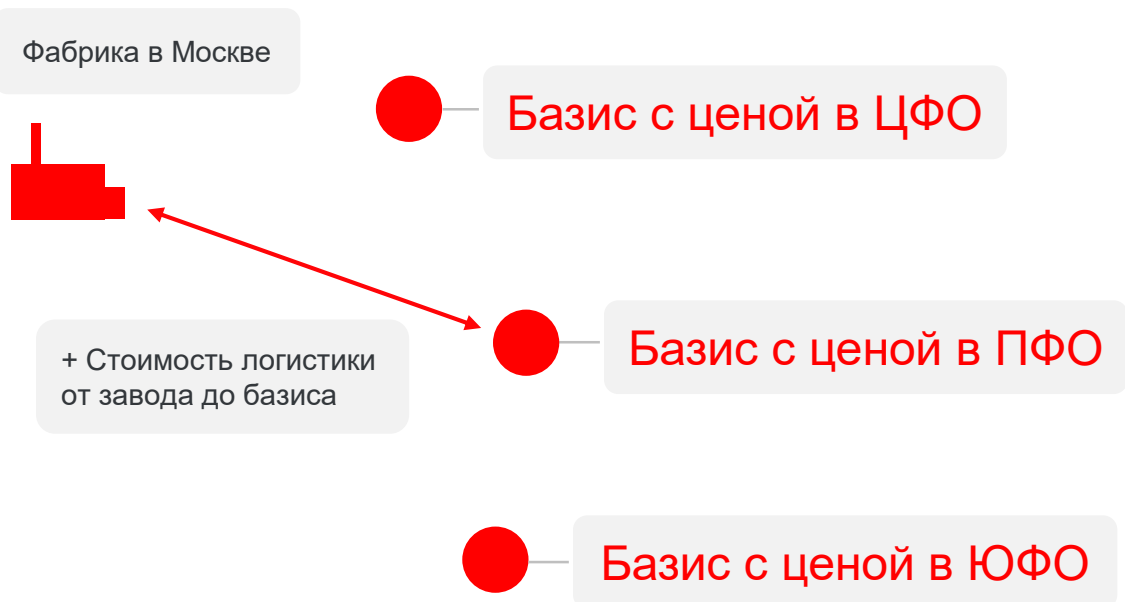 Фабрика в Москве
Базис с ценой в ЦФО
Базис с ценой в ПФО
+ Стоимость логистики
от завода до базиса
Базис с ценой в ЮФО